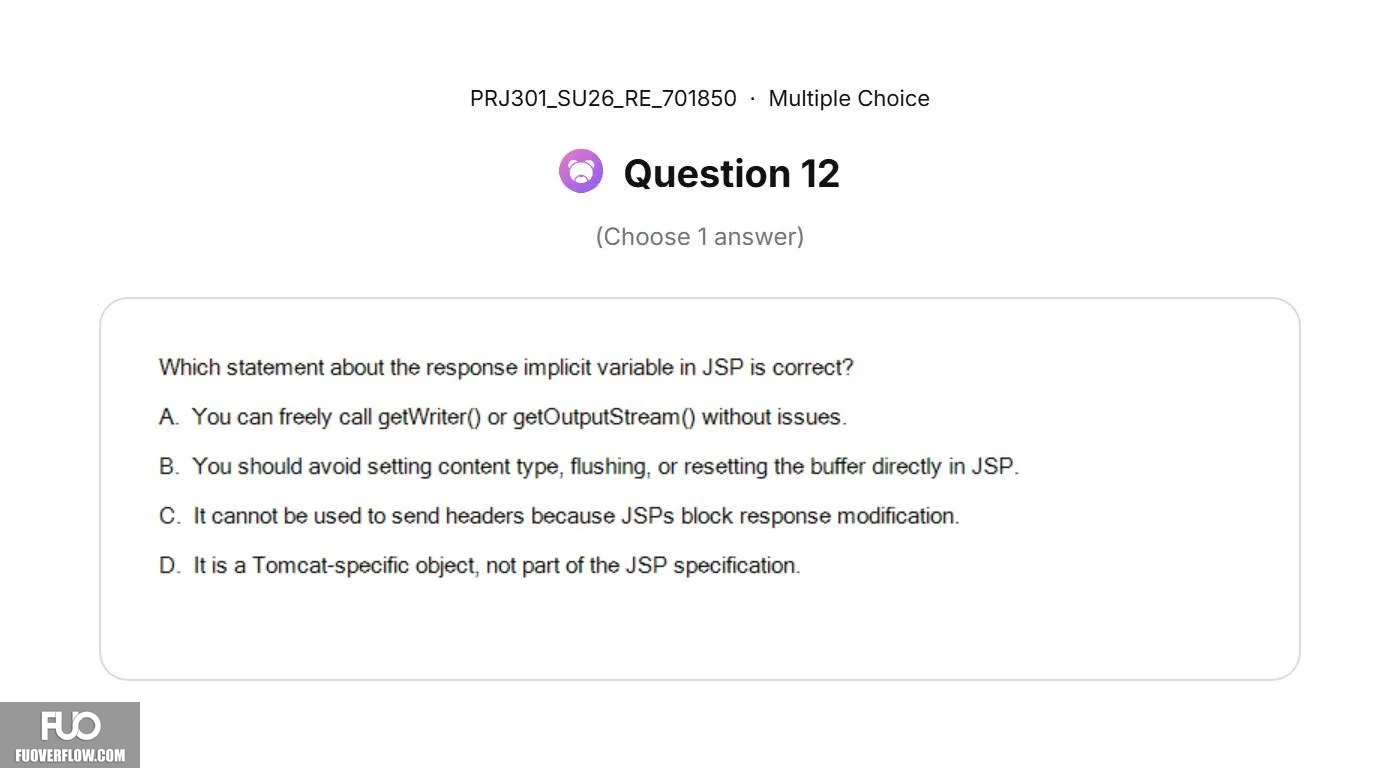 PRJ301_SU26_RE_701850 · Multiple Choice
Question 12
(Choose 1 answer)
Which statement about the response implicit variable in JSP is correct?
A. You can freely call getWriter() or getOutputStream() without issues.
B. You should avoid setting content type, flushing, or resetting the buffer directly in JSP.
C. It cannot be used to send headers because JSPs block response modification.
D. It is a Tomcat-specific object, not part of the JSP specification.
FUO
FUOVERFLOW.COM